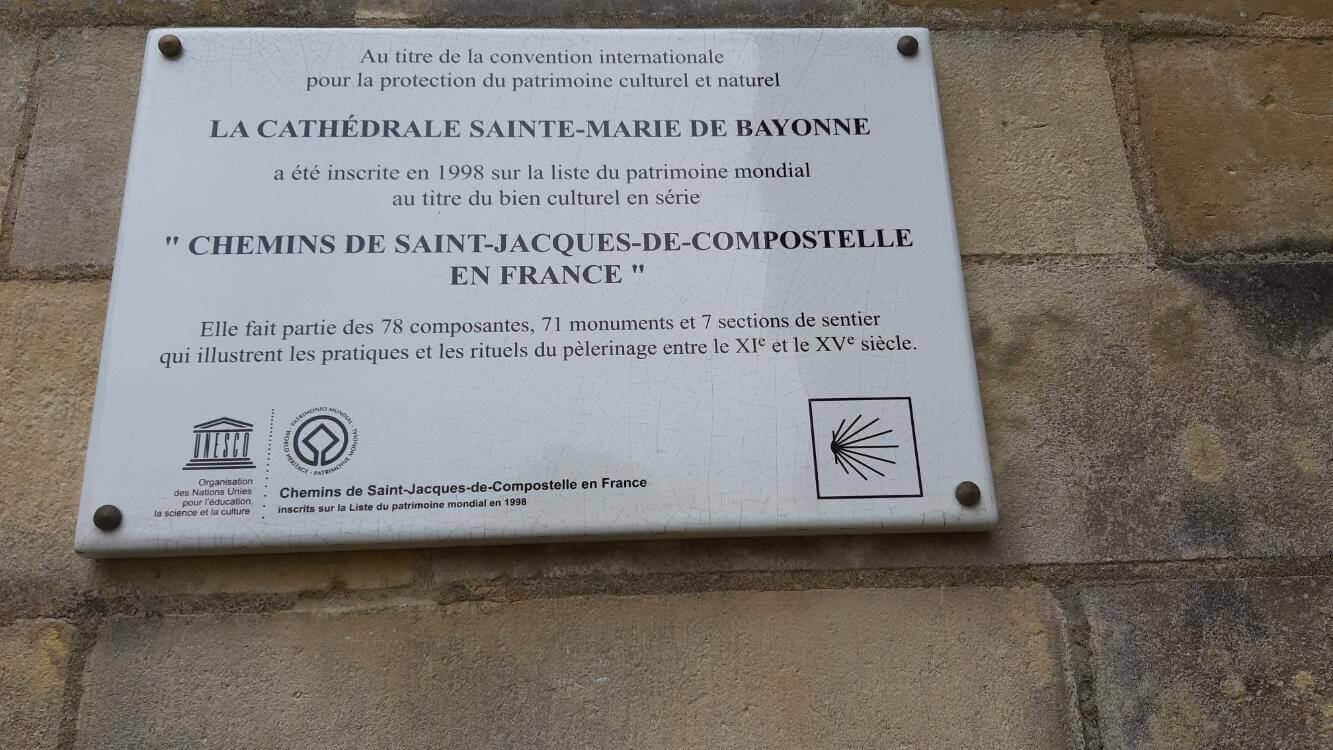 Au titre de la convention internationale
pour la protection du patrimoine culturel et naturel
LA CATHÉDRALE SAINTE-MARIE DE BAYONNE
a été inscrite en 1998 sur la liste du patrimoine mondial
au titre du bien culturel en série
" CHEMINS DE SAINT-JACQUES-DE-COMPOSTELLE
EN FRANCE "
Elle fait partie des 78 composantes, 71 monuments et 7 sections de sentier
qui illustrent les pratiques et les rituels du pèlerinage entre le XIe et le XVe siècle.
UNESCO
Organisation
des Nations Unies
pour l'éducation,
la science et la culture
WORLD HERITAGE · PATRIMONIO MUNDIAL · PATRIMOINE MONDIAL ·
Chemins de Saint-Jacques-de-Compostelle en France
inscrits sur la Liste du patrimoine mondial en 1998